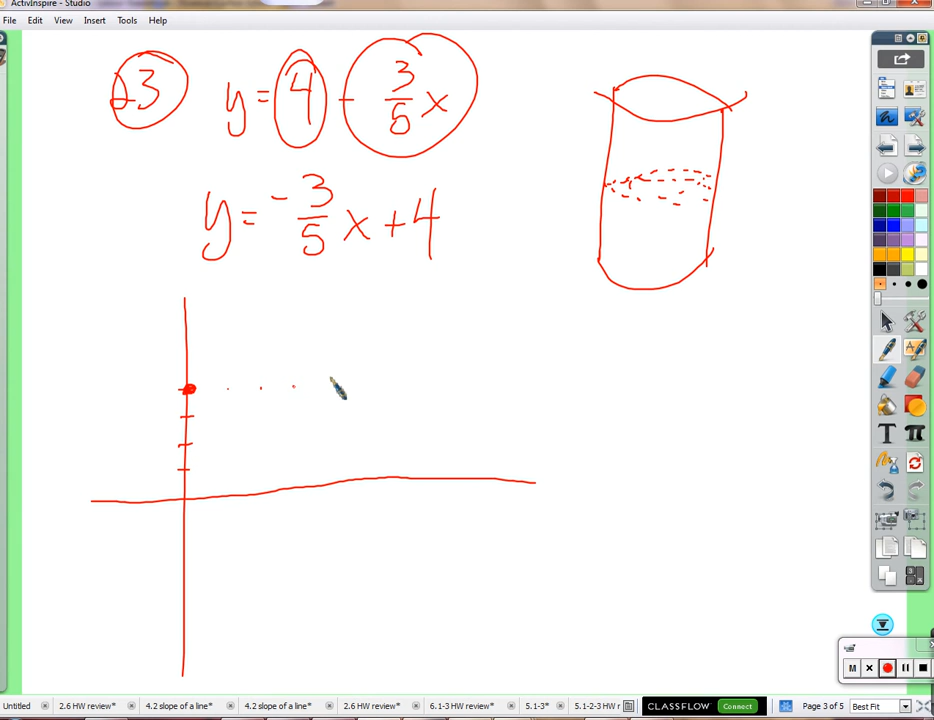 ActivInspire - Studio
File Edit View Insert Tools Help
23 y = 4 - 3/5 x
y = -3/5 x + 4
Untitled 2.6 HW review* 4.2 slope of a line* 4.2 slope of a line* 2.6 HW review* 6.1-3 HW review* 5.1-3* 5.1-2-3 HW r CLASSFLOW Connect Page 3 of 5 Best Fit